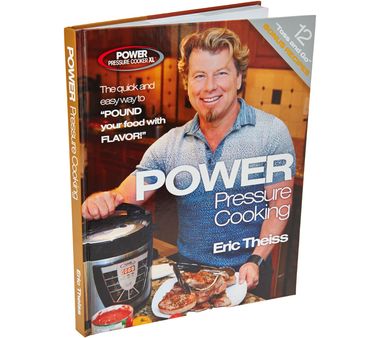 POWER
PRESSURE COOKER XL
The quick and
easy way to
"POUND
your food with
FLAVOR!"
12
"Toss and Go"
POWER
Pressure
Cooking
Eric Theiss
POWER Pressure Cooking
Eric Theiss